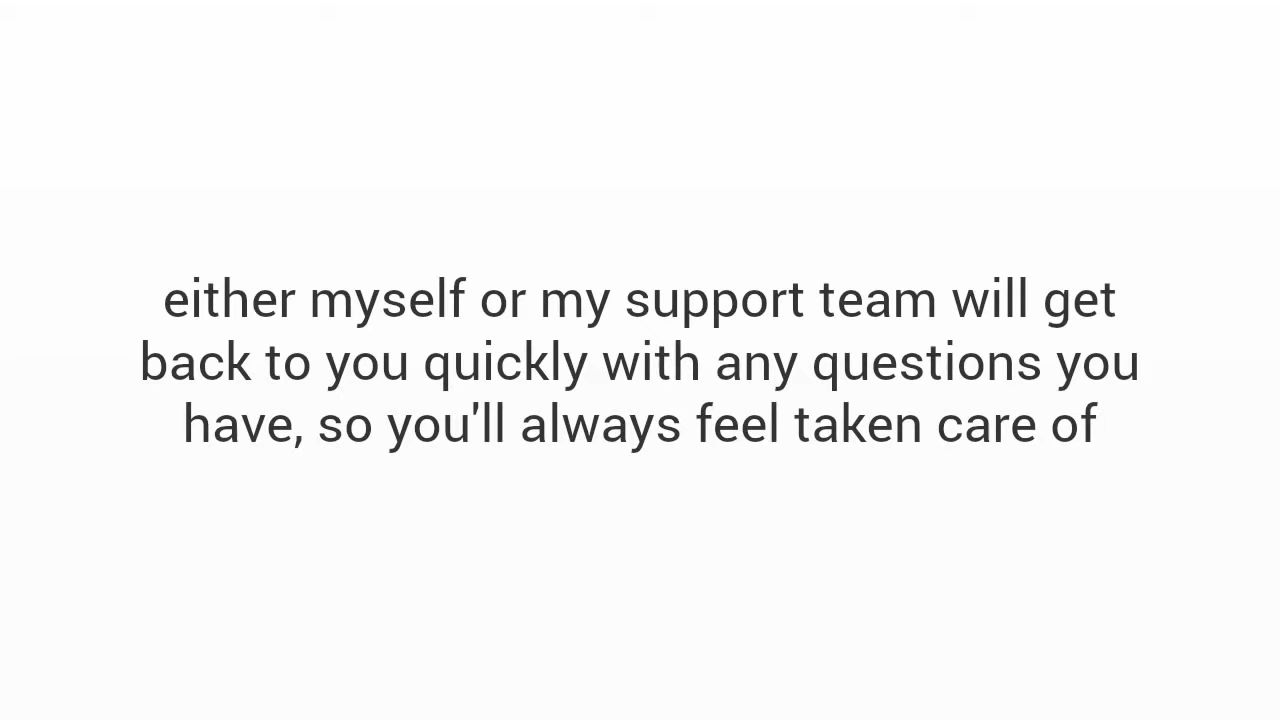 either myself or my support team will get
back to you quickly with any questions you
have, so you'll always feel taken care of